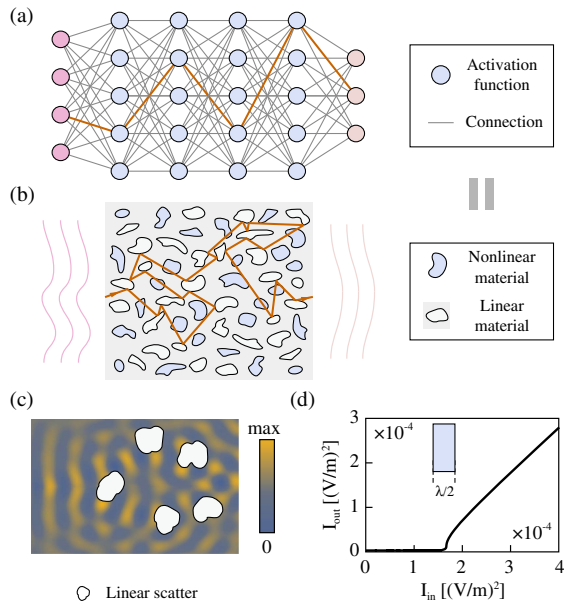 (a)
Activation
function
Connection
(b)
Nonlinear
material
Linear
material
(c)
max
0
Linear scatter
(d)
×10⁻⁴
3
2
1
0
I_out [(V/m)²]
λ/2
×10⁻⁴
0
1
2
3
4
I_in [(V/m)²]